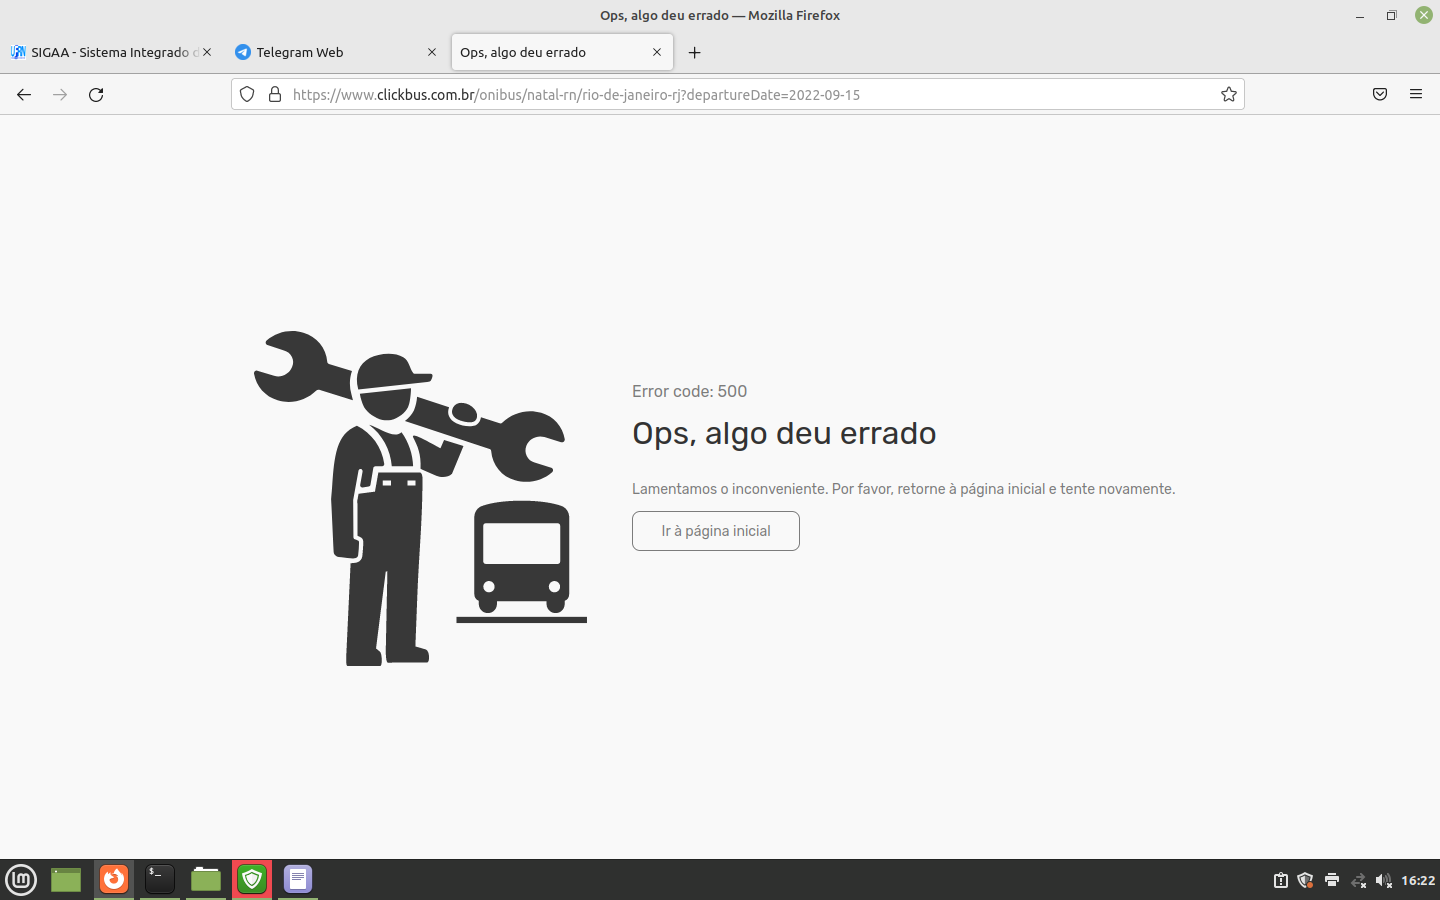 Ops, algo deu errado — Mozilla Firefox
SIGAA - Sistema Integrado d
Telegram Web
Ops, algo deu errado
https://www.clickbus.com.br/onibus/natal-rn/rio-de-janeiro-rj?departureDate=2022-09-15
Error code: 500
Ops, algo deu errado
Lamentamos o inconveniente. Por favor, retorne à página inicial e tente novamente.
Ir à página inicial
$_
16:22